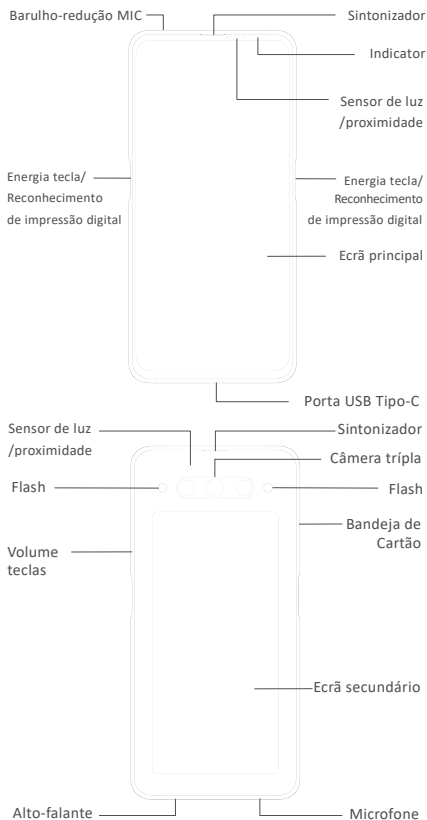 Barulho-redução MIC
Sintonizador
Indicator
Sensor de luz
/proximidade
Energia tecla/
Reconhecimento
de impressão digital
Energia tecla/
Reconhecimento
de impressão digital
Ecrã principal
Porta USB Tipo-C
Sensor de luz
/proximidade
Sintonizador
Câmera trípla
Flash
Flash
Bandeja de
Cartão
Volume
teclas
Ecrã secundário
Alto-falante
Microfone